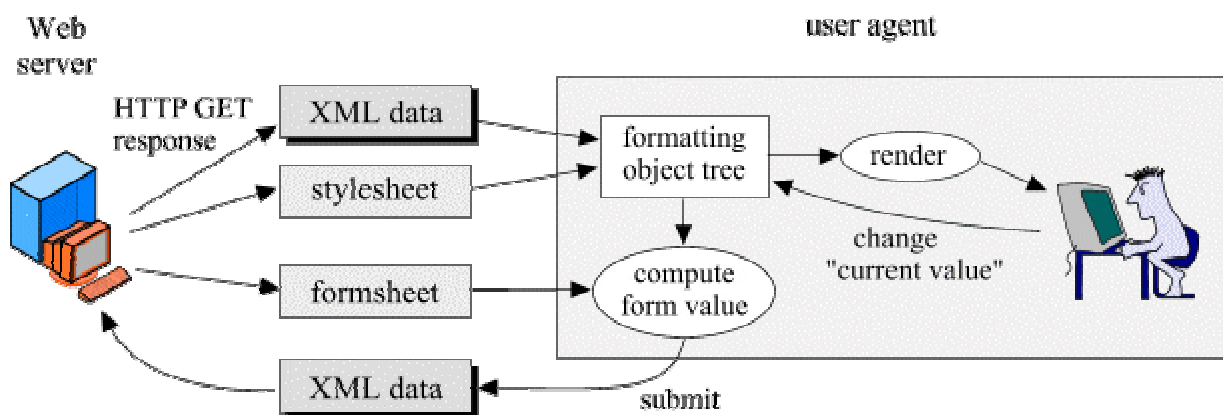 Web
server
user agent
HTTP GET
response
XML data
stylesheet
formsheet
XML data
formatting
object tree
render
change
"current value"
compute
form value
submit